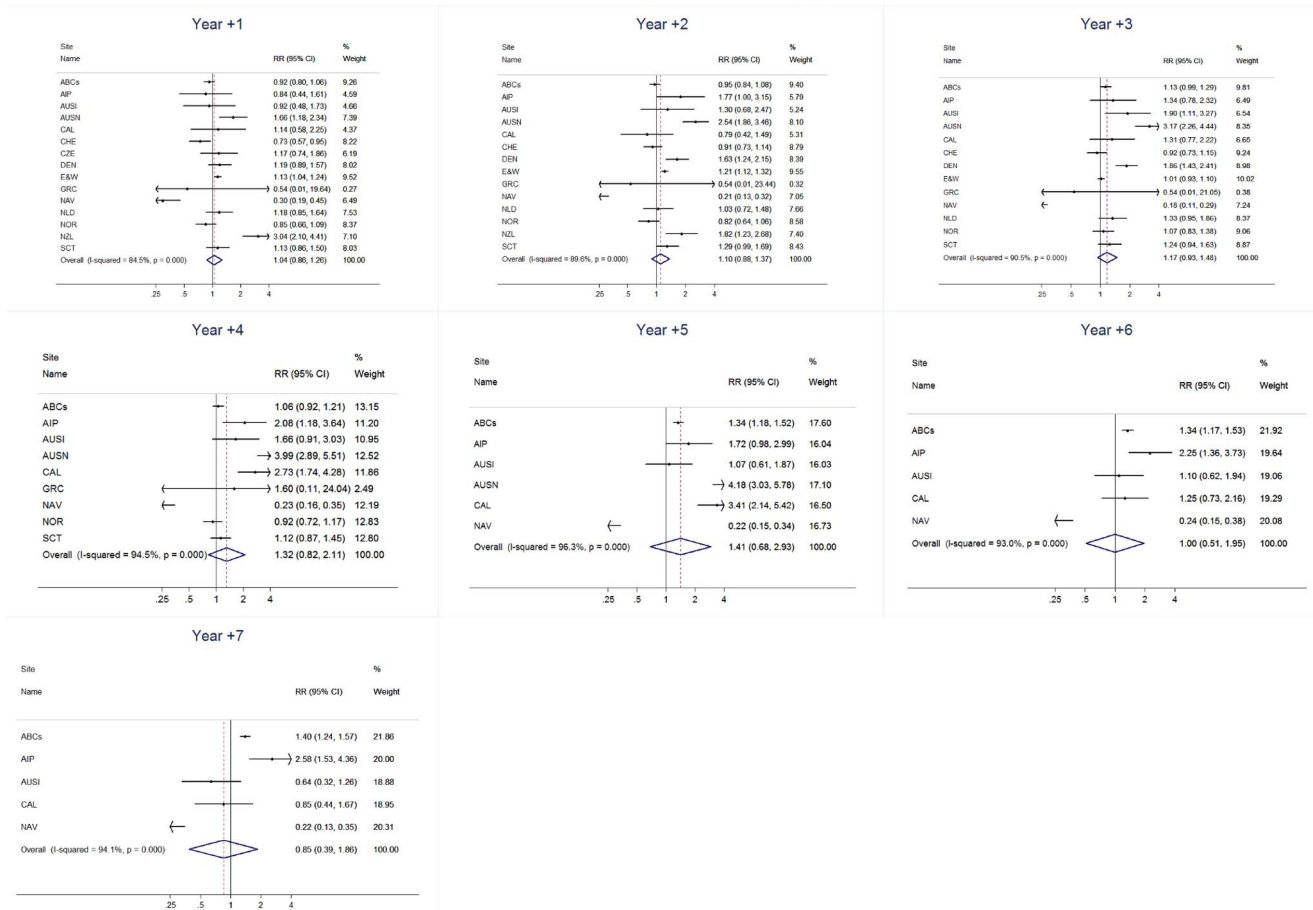 Year +1
Site %
Name RR (95% CI) Weight
ABCs 0.92 (0.80, 1.06) 9.26
AIP 0.84 (0.44, 1.61) 4.59
AUSI 0.92 (0.48, 1.73) 4.66
AUSN 1.66 (1.18, 2.34) 7.39
CAL 1.14 (0.58, 2.25) 4.37
CHE 0.73 (0.57, 0.95) 8.22
CZE 1.17 (0.74, 1.86) 6.19
DEN 1.19 (0.89, 1.57) 8.02
E&W 1.13 (1.04, 1.24) 9.52
GRC 0.54 (0.01, 19.64) 0.27
NAV 0.30 (0.19, 0.45) 6.49
NLD 1.18 (0.85, 1.64) 7.53
NOR 0.85 (0.66, 1.09) 8.37
NZL 3.04 (2.10, 4.41) 7.10
SCT 1.13 (0.86, 1.50) 8.03
Overall (I-squared = 84.5%, p = 0.000) 1.04 (0.86, 1.26) 100.00
.25 .5 1 2 4
Year +2
Site %
Name RR (95% CI) Weight
ABCs 0.95 (0.84, 1.08) 9.40
AIP 1.77 (1.00, 3.15) 5.79
AUSI 1.30 (0.68, 2.47) 5.24
AUSN 2.54 (1.86, 3.46) 8.10
CAL 0.79 (0.42, 1.49) 5.31
CHE 0.91 (0.73, 1.14) 8.79
DEN 1.63 (1.24, 2.15) 8.39
E&W 1.21 (1.12, 1.32) 9.55
GRC 0.54 (0.01, 23.44) 0.32
NAV 0.21 (0.13, 0.32) 7.05
NLD 1.03 (0.72, 1.48) 7.66
NOR 0.82 (0.64, 1.06) 8.58
NZL 1.82 (1.23, 2.68) 7.40
SCT 1.29 (0.99, 1.69) 8.43
Overall (I-squared = 89.6%, p = 0.000) 1.10 (0.88, 1.37) 100.00
.25 .5 1 2 4
Year +3
Site %
Name RR (95% CI) Weight
ABCs 1.13 (0.99, 1.29) 9.81
AIP 1.34 (0.78, 2.32) 6.49
AUSI 1.90 (1.11, 3.27) 6.54
AUSN 3.17 (2.26, 4.44) 8.35
CAL 1.31 (0.77, 2.22) 6.65
CHE 0.92 (0.73, 1.15) 9.24
DEN 1.86 (1.43, 2.41) 8.98
E&W 1.01 (0.93, 1.10) 10.02
GRC 0.54 (0.01, 21.05) 0.38
NAV 0.18 (0.11, 0.29) 7.24
NLD 1.33 (0.95, 1.86) 8.37
NOR 1.07 (0.83, 1.38) 9.06
SCT 1.24 (0.94, 1.63) 8.87
Overall (I-squared = 90.5%, p = 0.000) 1.17 (0.93, 1.48) 100.00
.25 .5 1 2 4
Year +4
Site %
Name RR (95% CI) Weight
ABCs 1.06 (0.92, 1.21) 13.15
AIP 2.08 (1.18, 3.64) 11.20
AUSI 1.66 (0.91, 3.03) 10.95
AUSN 3.99 (2.89, 5.51) 12.52
CAL 2.73 (1.74, 4.28) 11.86
GRC 1.60 (0.11, 24.04) 2.49
NAV 0.23 (0.16, 0.35) 12.19
NOR 0.92 (0.72, 1.17) 12.83
SCT 1.12 (0.87, 1.45) 12.80
Overall (I-squared = 94.5%, p = 0.000) 1.32 (0.82, 2.11) 100.00
.25 .5 1 2 4
Year +5
Site %
Name RR (95% CI) Weight
ABCs 1.34 (1.18, 1.52) 17.60
AIP 1.72 (0.98, 2.99) 16.04
AUSI 1.07 (0.61, 1.87) 16.03
AUSN 4.18 (3.03, 5.78) 17.10
CAL 3.41 (2.14, 5.42) 16.50
NAV 0.22 (0.15, 0.34) 16.73
Overall (I-squared = 96.3%, p = 0.000) 1.41 (0.68, 2.93) 100.00
.25 .5 1 2 4
Year +6
Site %
Name RR (95% CI) Weight
ABCs 1.34 (1.17, 1.53) 21.92
AIP 2.25 (1.36, 3.73) 19.64
AUSI 1.10 (0.62, 1.94) 19.06
CAL 1.25 (0.73, 2.16) 19.29
NAV 0.24 (0.15, 0.38) 20.08
Overall (I-squared = 93.0%, p = 0.000) 1.00 (0.51, 1.95) 100.00
.25 .5 1 2 4
Year +7
Site %
Name RR (95% CI) Weight
ABCs 1.40 (1.24, 1.57) 21.86
AIP 2.58 (1.53, 4.36) 20.00
AUSI 0.64 (0.32, 1.26) 18.88
CAL 0.85 (0.44, 1.67) 18.95
NAV 0.22 (0.13, 0.35) 20.31
Overall (I-squared = 94.1%, p = 0.000) 0.85 (0.39, 1.86) 100.00
.25 .5 1 2 4